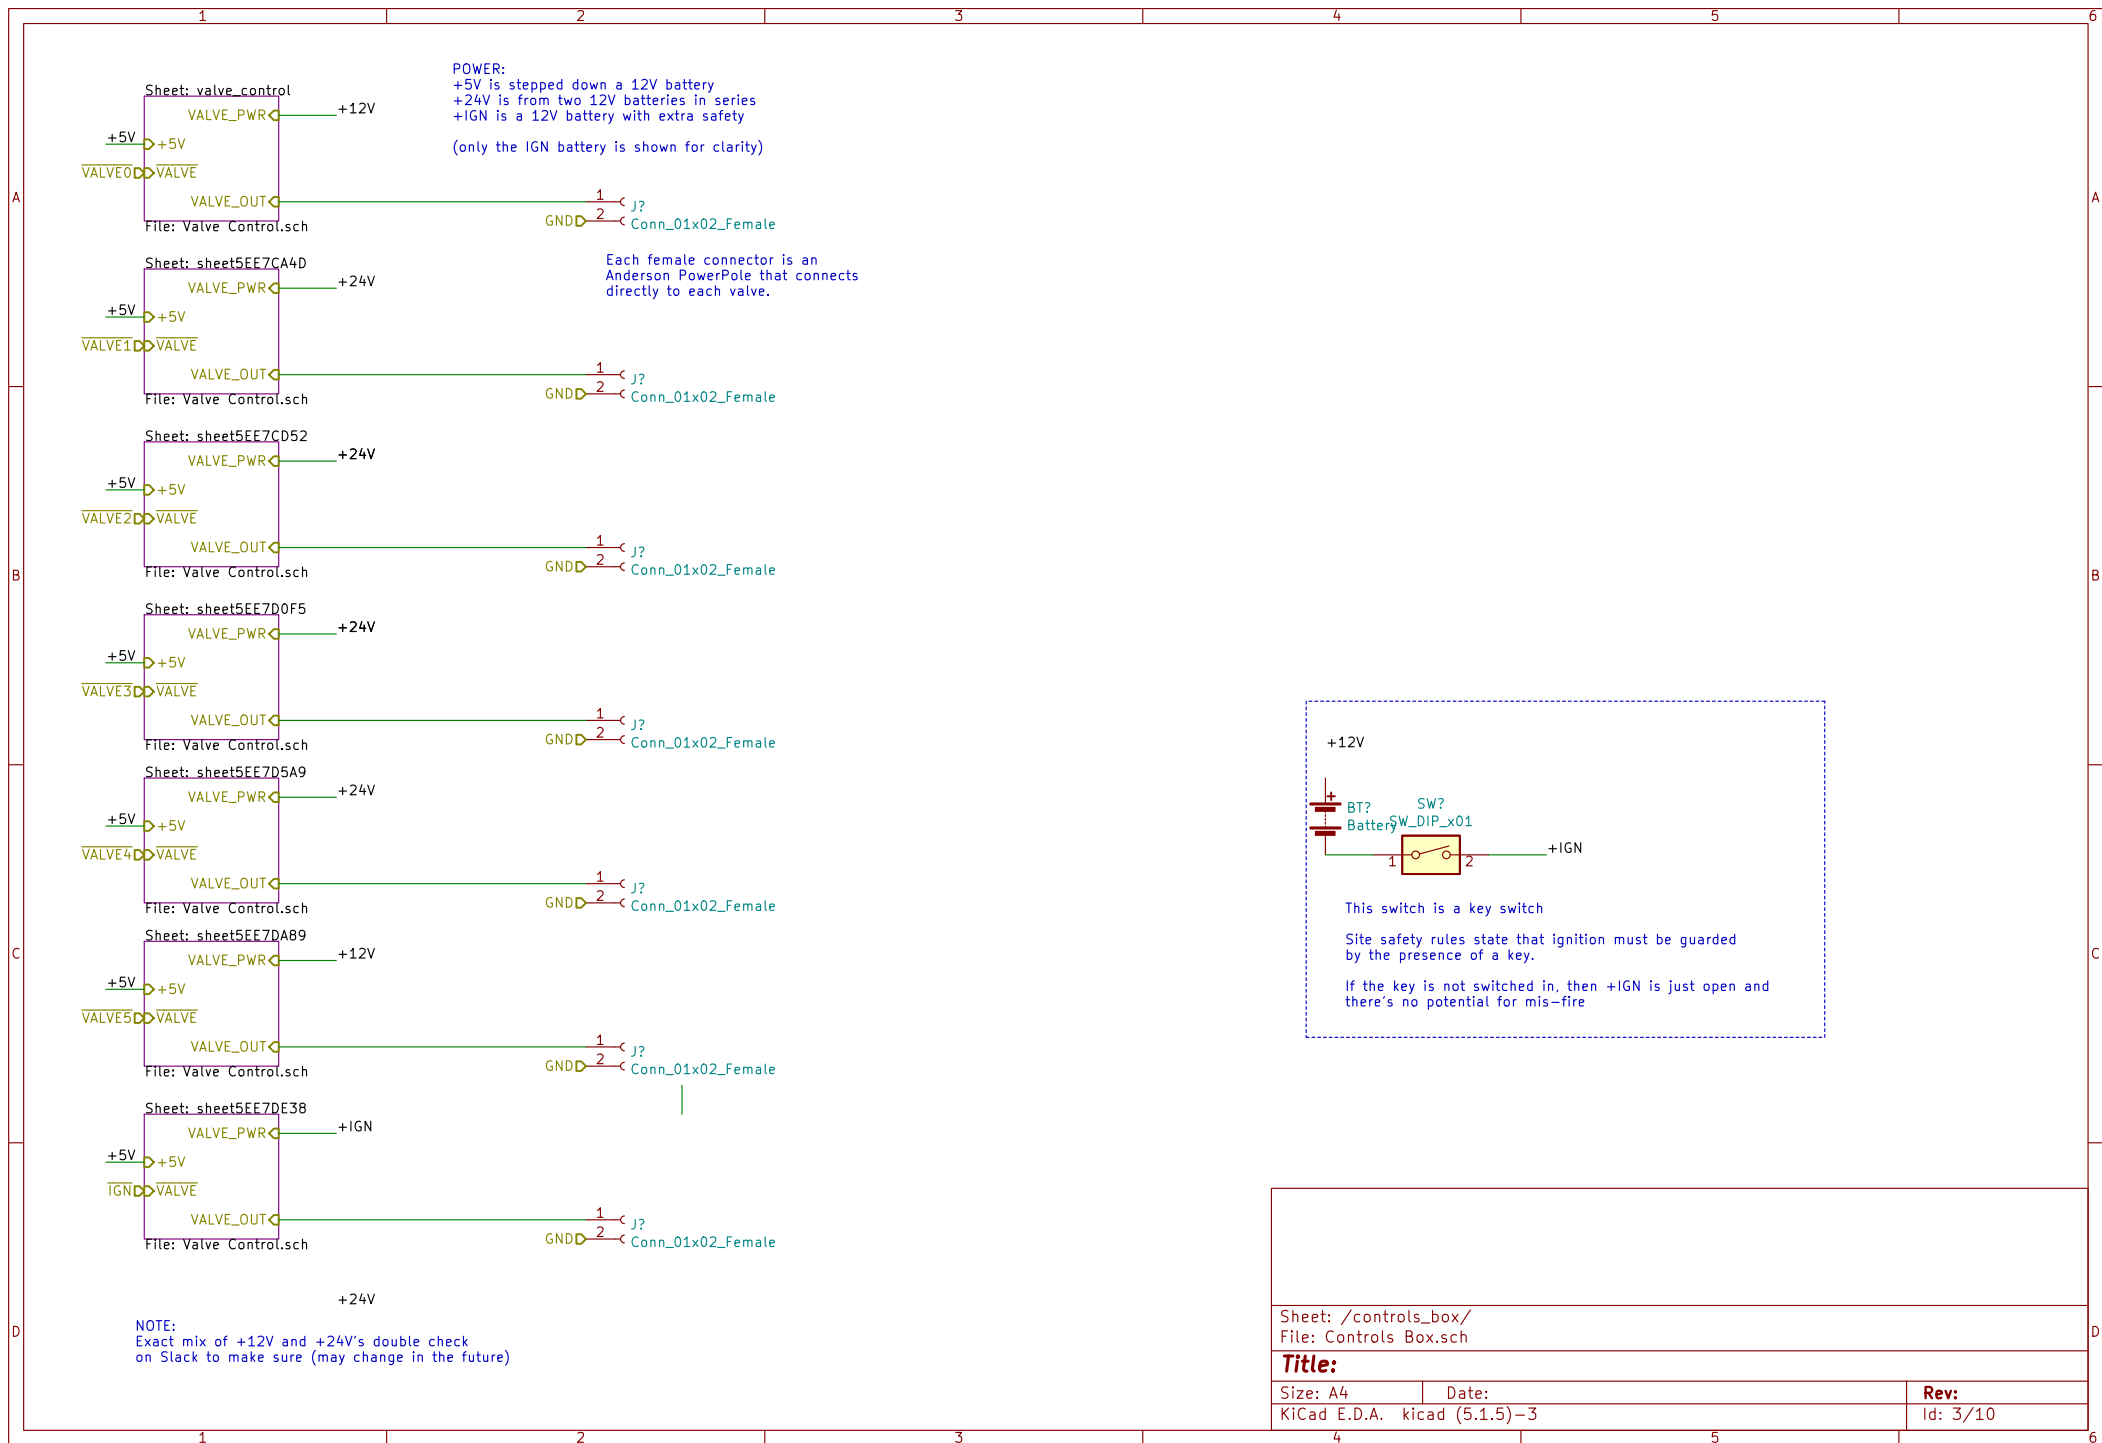 1 2 3 4 5 6
POWER:
+5V is stepped down a 12V battery
+24V is from two 12V batteries in series
+IGN is a 12V battery with extra safety
(only the IGN battery is shown for clarity)
Sheet: valve_control
VALVE_PWR
+12V
+5V
+5V
VALVE0
VALVE
A
A
VALVE_OUT
1
2
GND
J?
Conn_01x02_Female
File: Valve Control.sch
Each female connector is an
Anderson PowerPole that connects
directly to each valve.
Sheet: sheet5EE7CA4D
VALVE_PWR
+24V
+5V
+5V
VALVE1
VALVE
VALVE_OUT
1
2
GND
J?
Conn_01x02_Female
File: Valve Control.sch
Sheet: sheet5EE7CD52
VALVE_PWR
+24V
+5V
+5V
VALVE2
VALVE
VALVE_OUT
1
2
GND
J?
Conn_01x02_Female
File: Valve Control.sch
B
B
Sheet: sheet5EE7D0F5
VALVE_PWR
+24V
+5V
+5V
VALVE3
VALVE
VALVE_OUT
1
2
GND
J?
Conn_01x02_Female
File: Valve Control.sch
Sheet: sheet5EE7D5A9
VALVE_PWR
+24V
+5V
+5V
VALVE4
VALVE
VALVE_OUT
1
2
GND
J?
Conn_01x02_Female
File: Valve Control.sch
Sheet: sheet5EE7DA89
VALVE_PWR
+12V
+5V
+5V
VALVE5
VALVE
VALVE_OUT
1
2
GND
J?
Conn_01x02_Female
File: Valve Control.sch
C
C
+12V
+
BT?
Battery
SW?
SW_DIP_x01
1
2
+IGN
This switch is a key switch
Site safety rules state that ignition must be guarded
by the presence of a key.
If the key is not switched in, then +IGN is just open and
there's no potential for mis-fire
Sheet: sheet5EE7DE38
VALVE_PWR
+IGN
+5V
+5V
IGN
VALVE
VALVE_OUT
1
2
GND
J?
Conn_01x02_Female
File: Valve Control.sch
+24V
NOTE:
Exact mix of +12V and +24V's double check
on Slack to make sure (may change in the future)
D
D
Sheet: /controls_box/
File: Controls Box.sch
Title:
Size: A4
Date:
Rev:
KiCad E.D.A. kicad (5.1.5)-3
Id: 3/10
1 2 3 4 5 6